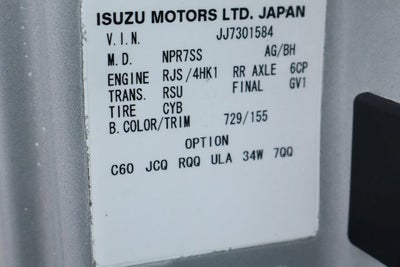 ISUZU MOTORS LTD. JAPAN
V.I.N. JJ7301584
M.D. NPR7SS AG/BH
ENGINE RJS/4HK1 RR AXLE 6CP
TRANS. RSU FINAL GV1
TIRE CYB
B.COLOR/TRIM 729/155
OPTION
C60 JCQ RQQ ULA 34W 7QQ